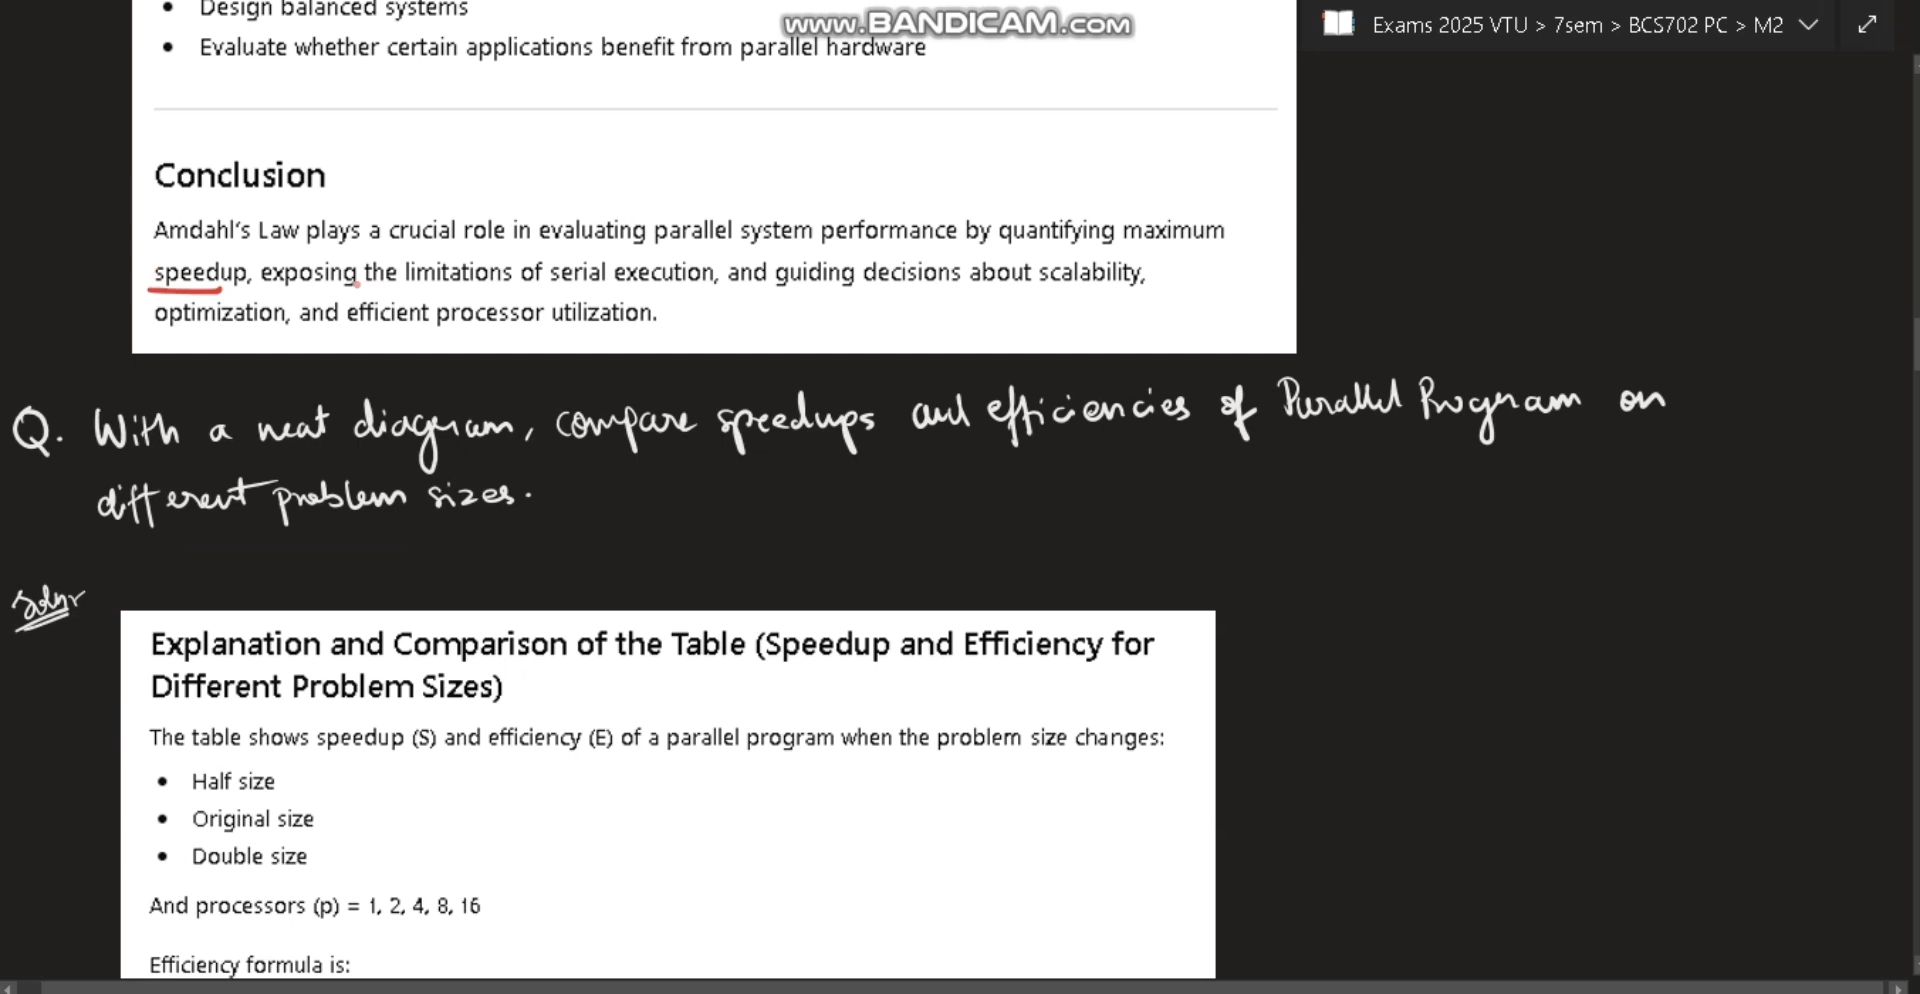 Design balanced systems
www.BANDICAM.com
Exams 2025 VTU > 7sem > BCS702 PC > M2
Evaluate whether certain applications benefit from parallel hardware
Conclusion
Amdahl's Law plays a crucial role in evaluating parallel system performance by quantifying maximum
speedup, exposing the limitations of serial execution, and guiding decisions about scalability,
optimization, and efficient processor utilization.
Q. With a neat diagram, compare speedups and efficiencies of Parallel Program on
different problem sizes.
Soln
Explanation and Comparison of the Table (Speedup and Efficiency for
Different Problem Sizes)
The table shows speedup (S) and efficiency (E) of a parallel program when the problem size changes:
Half size
Original size
Double size
And processors (p) = 1, 2, 4, 8, 16
Efficiency formula is: